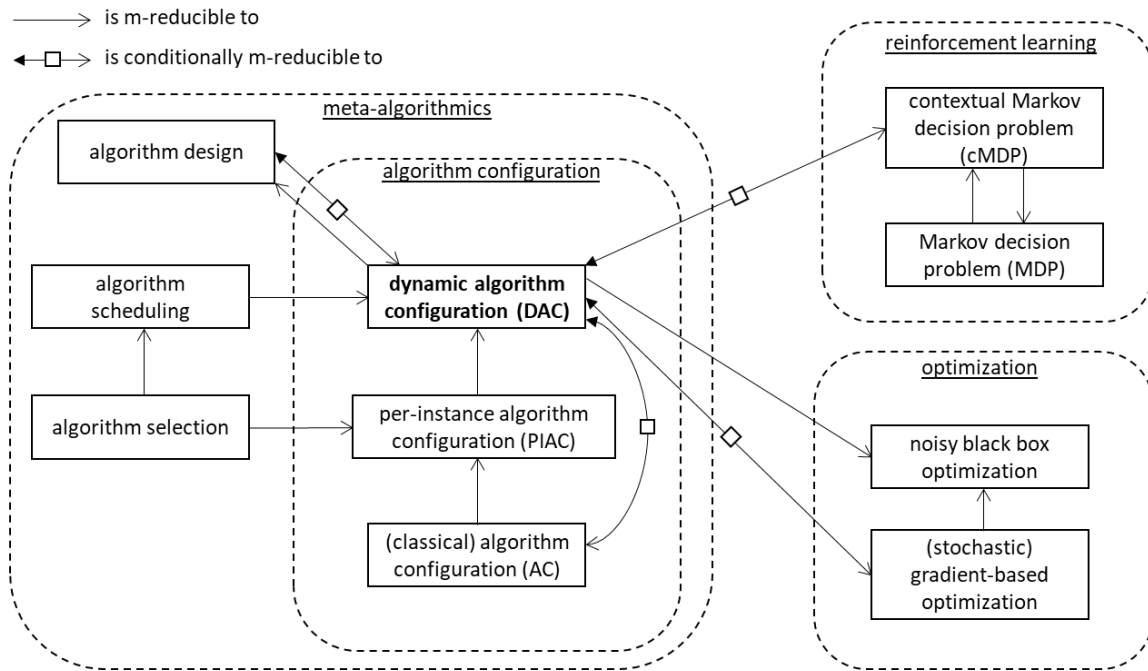 is m-reducible to
is conditionally m-reducible to
meta-algorithmics
algorithm design
algorithm configuration
algorithm
scheduling
dynamic algorithm
configuration (DAC)
algorithm selection
per-instance algorithm
configuration (PIAC)
(classical) algorithm
configuration (AC)
reinforcement learning
contextual Markov
decision problem
(cMDP)
Markov decision
problem (MDP)
optimization
noisy black box
optimization
(stochastic)
gradient-based
optimization